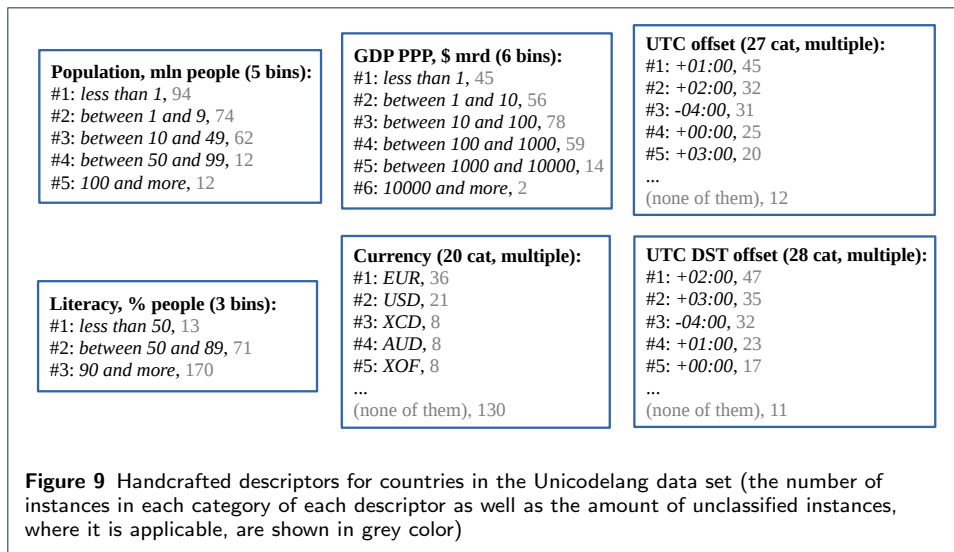 Population, mln people (5 bins):
#1: less than 1, 94
#2: between 1 and 9, 74
#3: between 10 and 49, 62
#4: between 50 and 99, 12
#5: 100 and more, 12
GDP PPP, $ mrd (6 bins):
#1: less than 1, 45
#2: between 1 and 10, 56
#3: between 10 and 100, 78
#4: between 100 and 1000, 59
#5: between 1000 and 10000, 14
#6: 10000 and more, 2
UTC offset (27 cat, multiple):
#1: +01:00, 45
#2: +02:00, 32
#3: -04:00, 31
#4: +00:00, 25
#5: +03:00, 20
...
(none of them), 12
Literacy, % people (3 bins):
#1: less than 50, 13
#2: between 50 and 89, 71
#3: 90 and more, 170
Currency (20 cat, multiple):
#1: EUR, 36
#2: USD, 21
#3: XCD, 8
#4: AUD, 8
#5: XOF, 8
...
(none of them), 130
UTC DST offset (28 cat, multiple):
#1: +02:00, 47
#2: +03:00, 35
#3: -04:00, 32
#4: +01:00, 23
#5: +00:00, 17
...
(none of them), 11
Figure 9 Handcrafted descriptors for countries in the Unicodelang data set (the number of
instances in each category of each descriptor as well as the amount of unclassified instances,
where it is applicable, are shown in grey color)